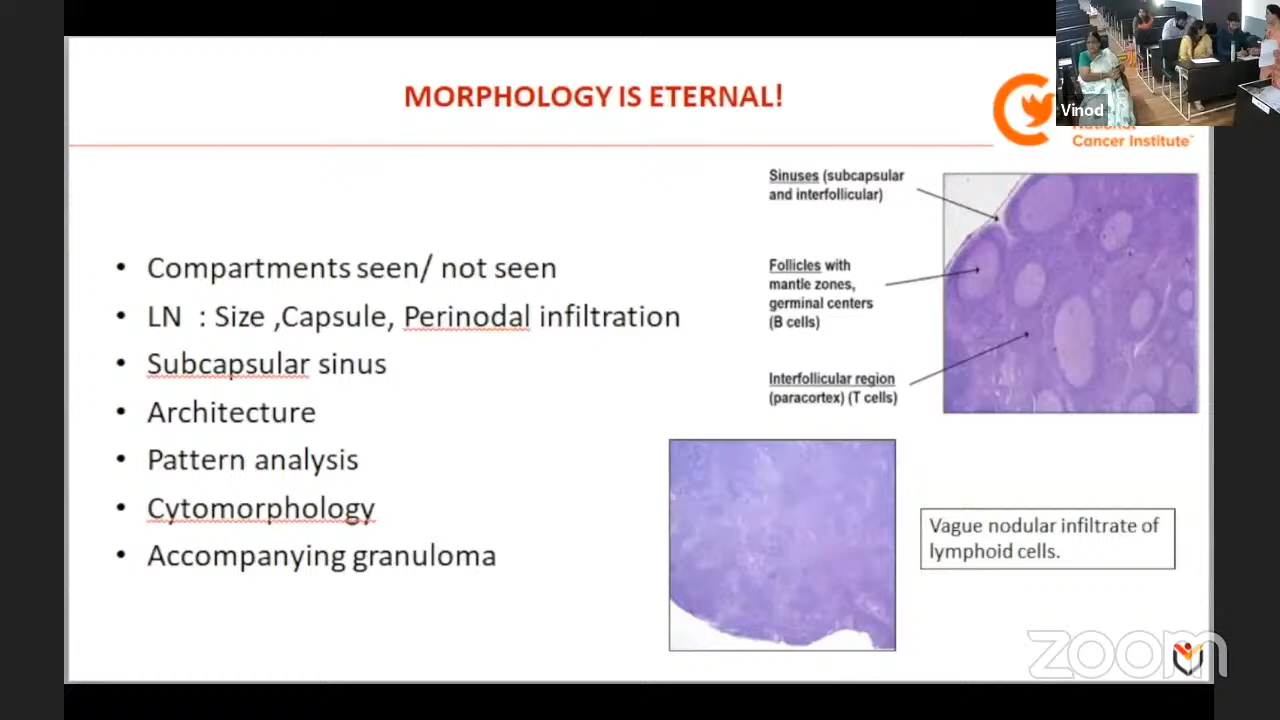 MORPHOLOGY IS ETERNAL!
Vinod
Cancer Institute
• Compartments seen/ not seen
• LN : Size ,Capsule, Perinodal infiltration
• Subcapsular sinus
• Architecture
• Pattern analysis
• Cytomorphology
• Accompanying granuloma
Sinuses (subcapsular
and interfollicular)
Follicles with
mantle zones,
germinal centers
(B cells)
Interfollicular region
(paracortex) (T cells)
Vague nodular infiltrate of
lymphoid cells.
zoom